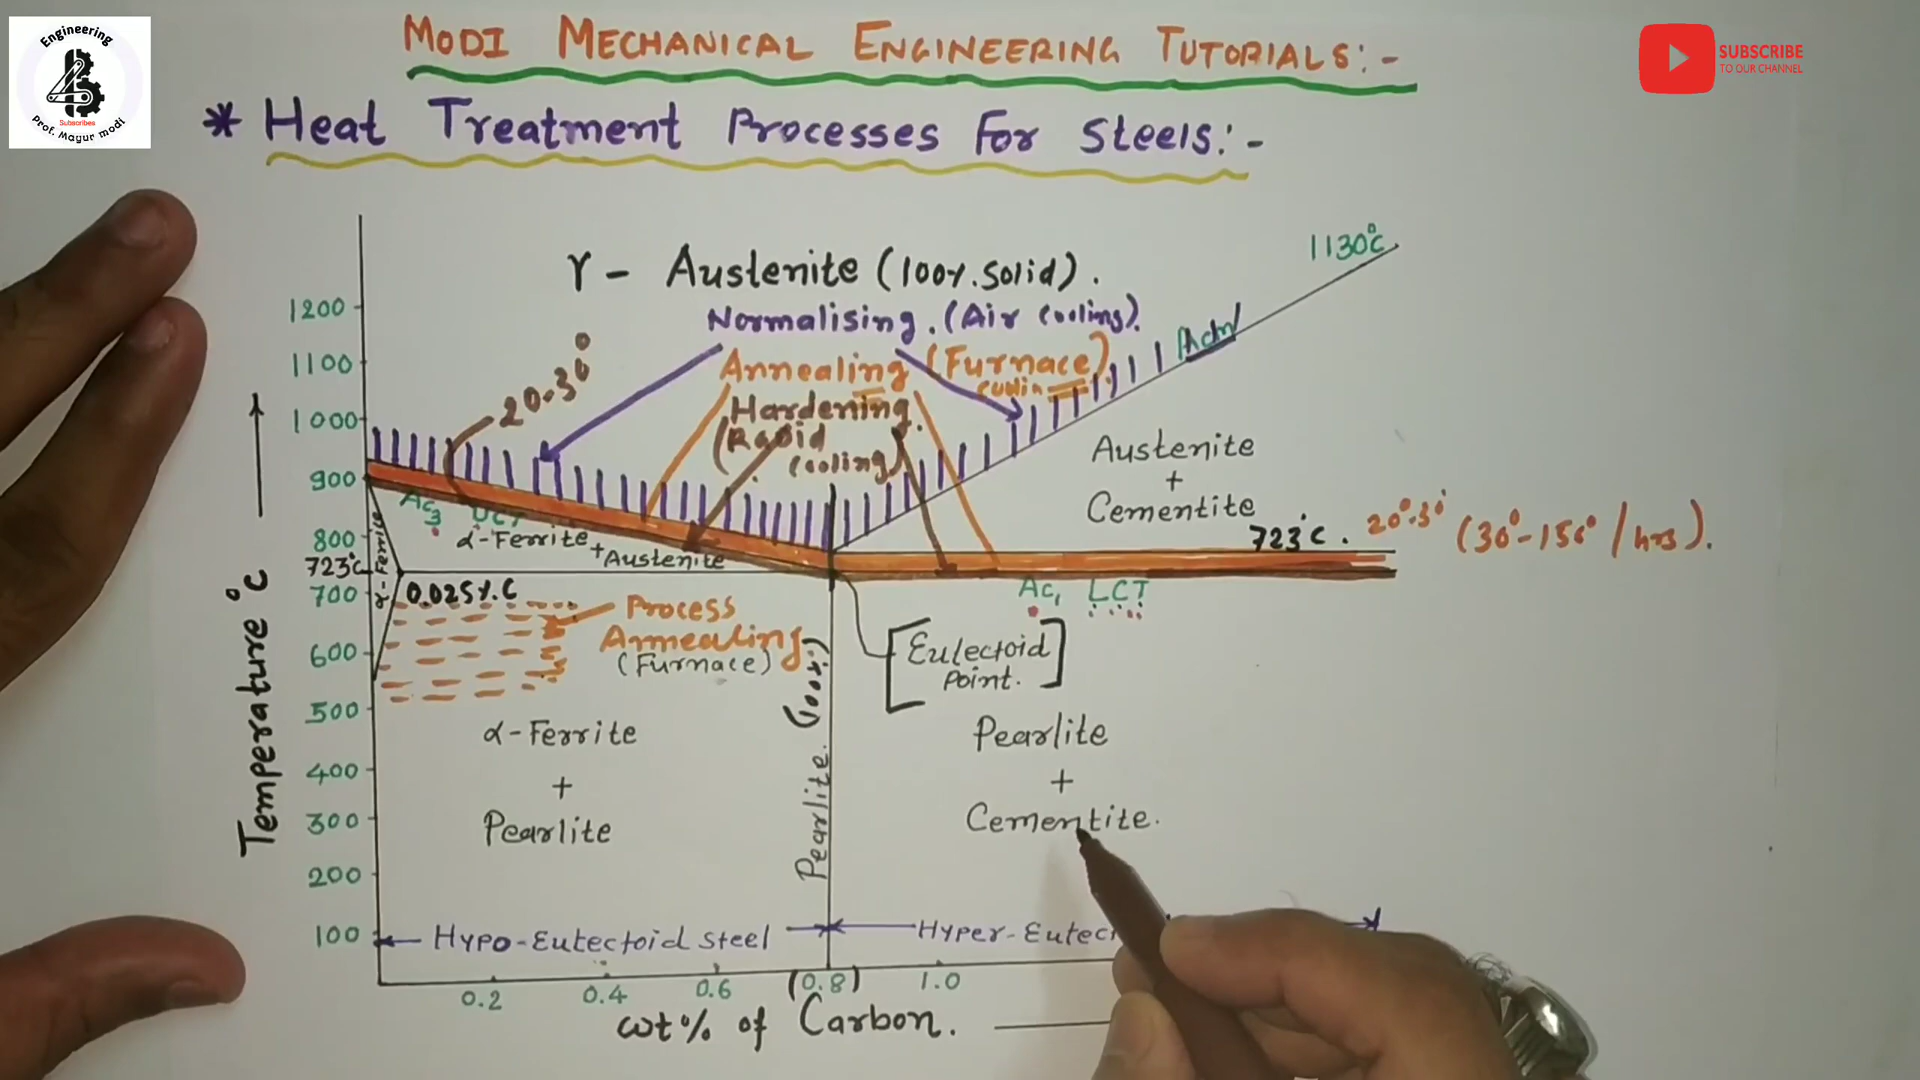 Engineering
Subscribes
Prof. Mayur modi
MODI MECHANICAL ENGINEERING TUTORIALS:-
SUBSCRIBE
TO OUR CHANNEL
* Heat Treatment Processes For Steels:-
1130°C
γ - Austenite (100%.Solid).
Normalising. (Air cooling).
Acm
Annealing (Furnace)
Hardening.
(Rapid
cooling)
20-30°
1200
1100
1000
900
800
723°C
700
600
500
400
300
200
100
Temperature °C
Ac3
UCT
α-Ferrite
+ Austenite
Austenite
+
Cementite
723°C.
20°-30° (30°-150°/hrs).
0.025%.C
Ac1 LCT
Process
Annealing
(Furnace)
[Eutectoid
Point.]
Pearlite. (100%)
α-Ferrite
+
Pearlite
Pearlite
+
Cementite.
Hypo-Eutectoid steel
Hyper-Eutec
0.2
0.4
0.6
(0.8)
1.0
wt% of Carbon.